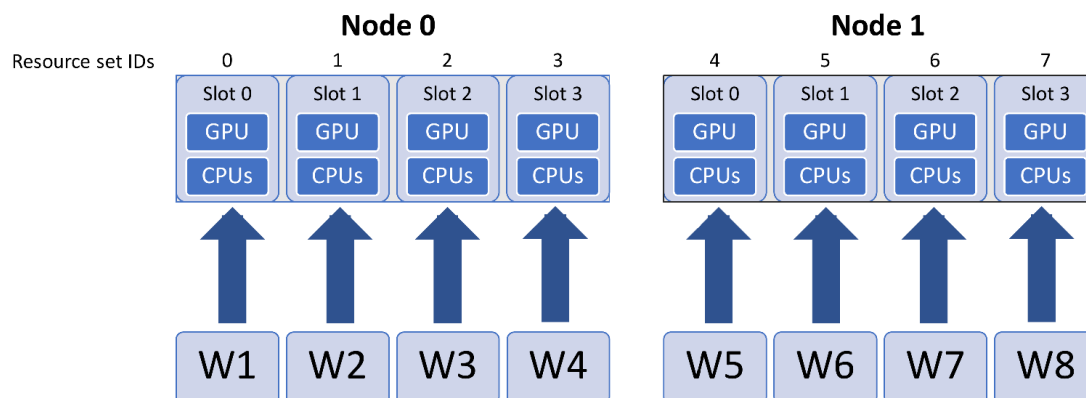 Node 0 Node 1
Resource set IDs 0 1 2 3 4 5 6 7
Slot 0 Slot 1 Slot 2 Slot 3 Slot 0 Slot 1 Slot 2 Slot 3
GPU GPU GPU GPU GPU GPU GPU GPU
CPUs CPUs CPUs CPUs CPUs CPUs CPUs CPUs
W1 W2 W3 W4 W5 W6 W7 W8